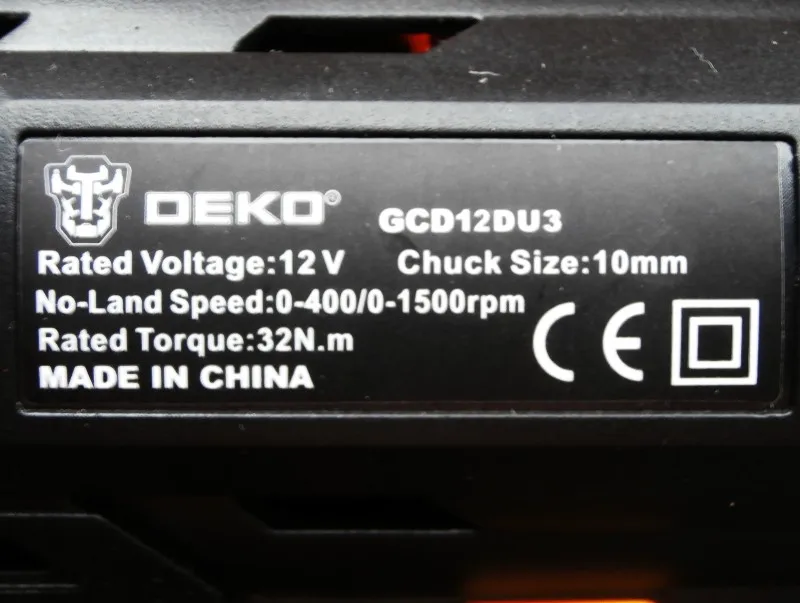 DEKO® GCD12DU3
Rated Voltage:12V Chuck Size:10mm
No-Land Speed:0-400/0-1500rpm
Rated Torque:32N.m
MADE IN CHINA
CE